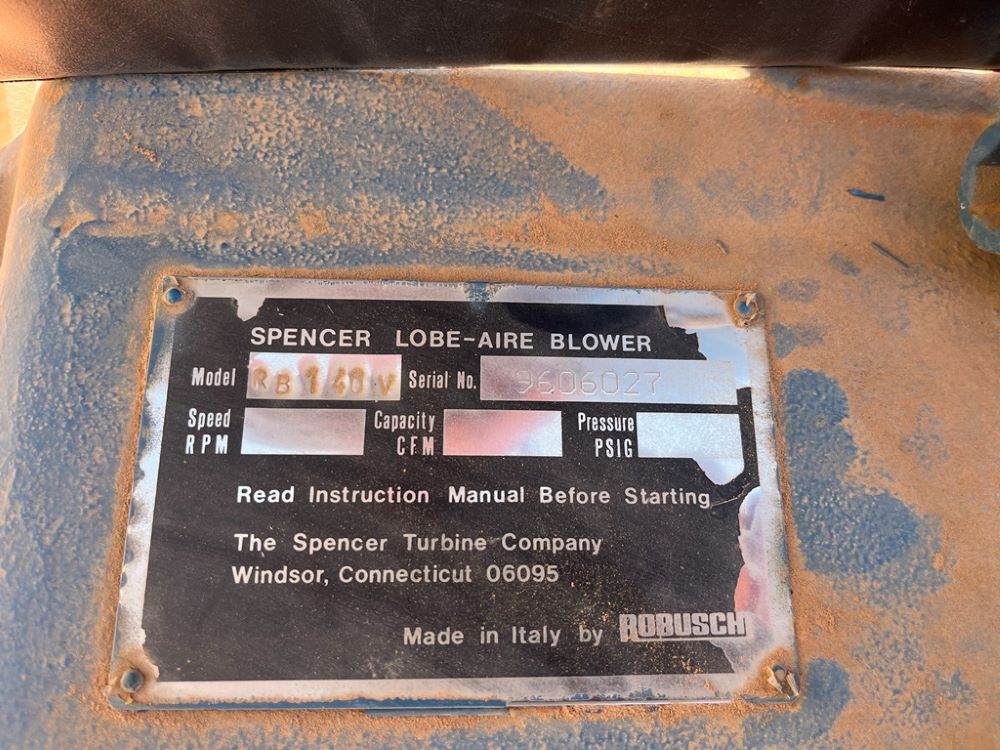 SPENCER LOBE-AIRE BLOWER
Model RB 140 V Serial No. 9606027
Speed RPM Capacity CFM Pressure PSIG
Read Instruction Manual Before Starting
The Spencer Turbine Company
Windsor, Connecticut 06095
Made in Italy by ROBUSCHI